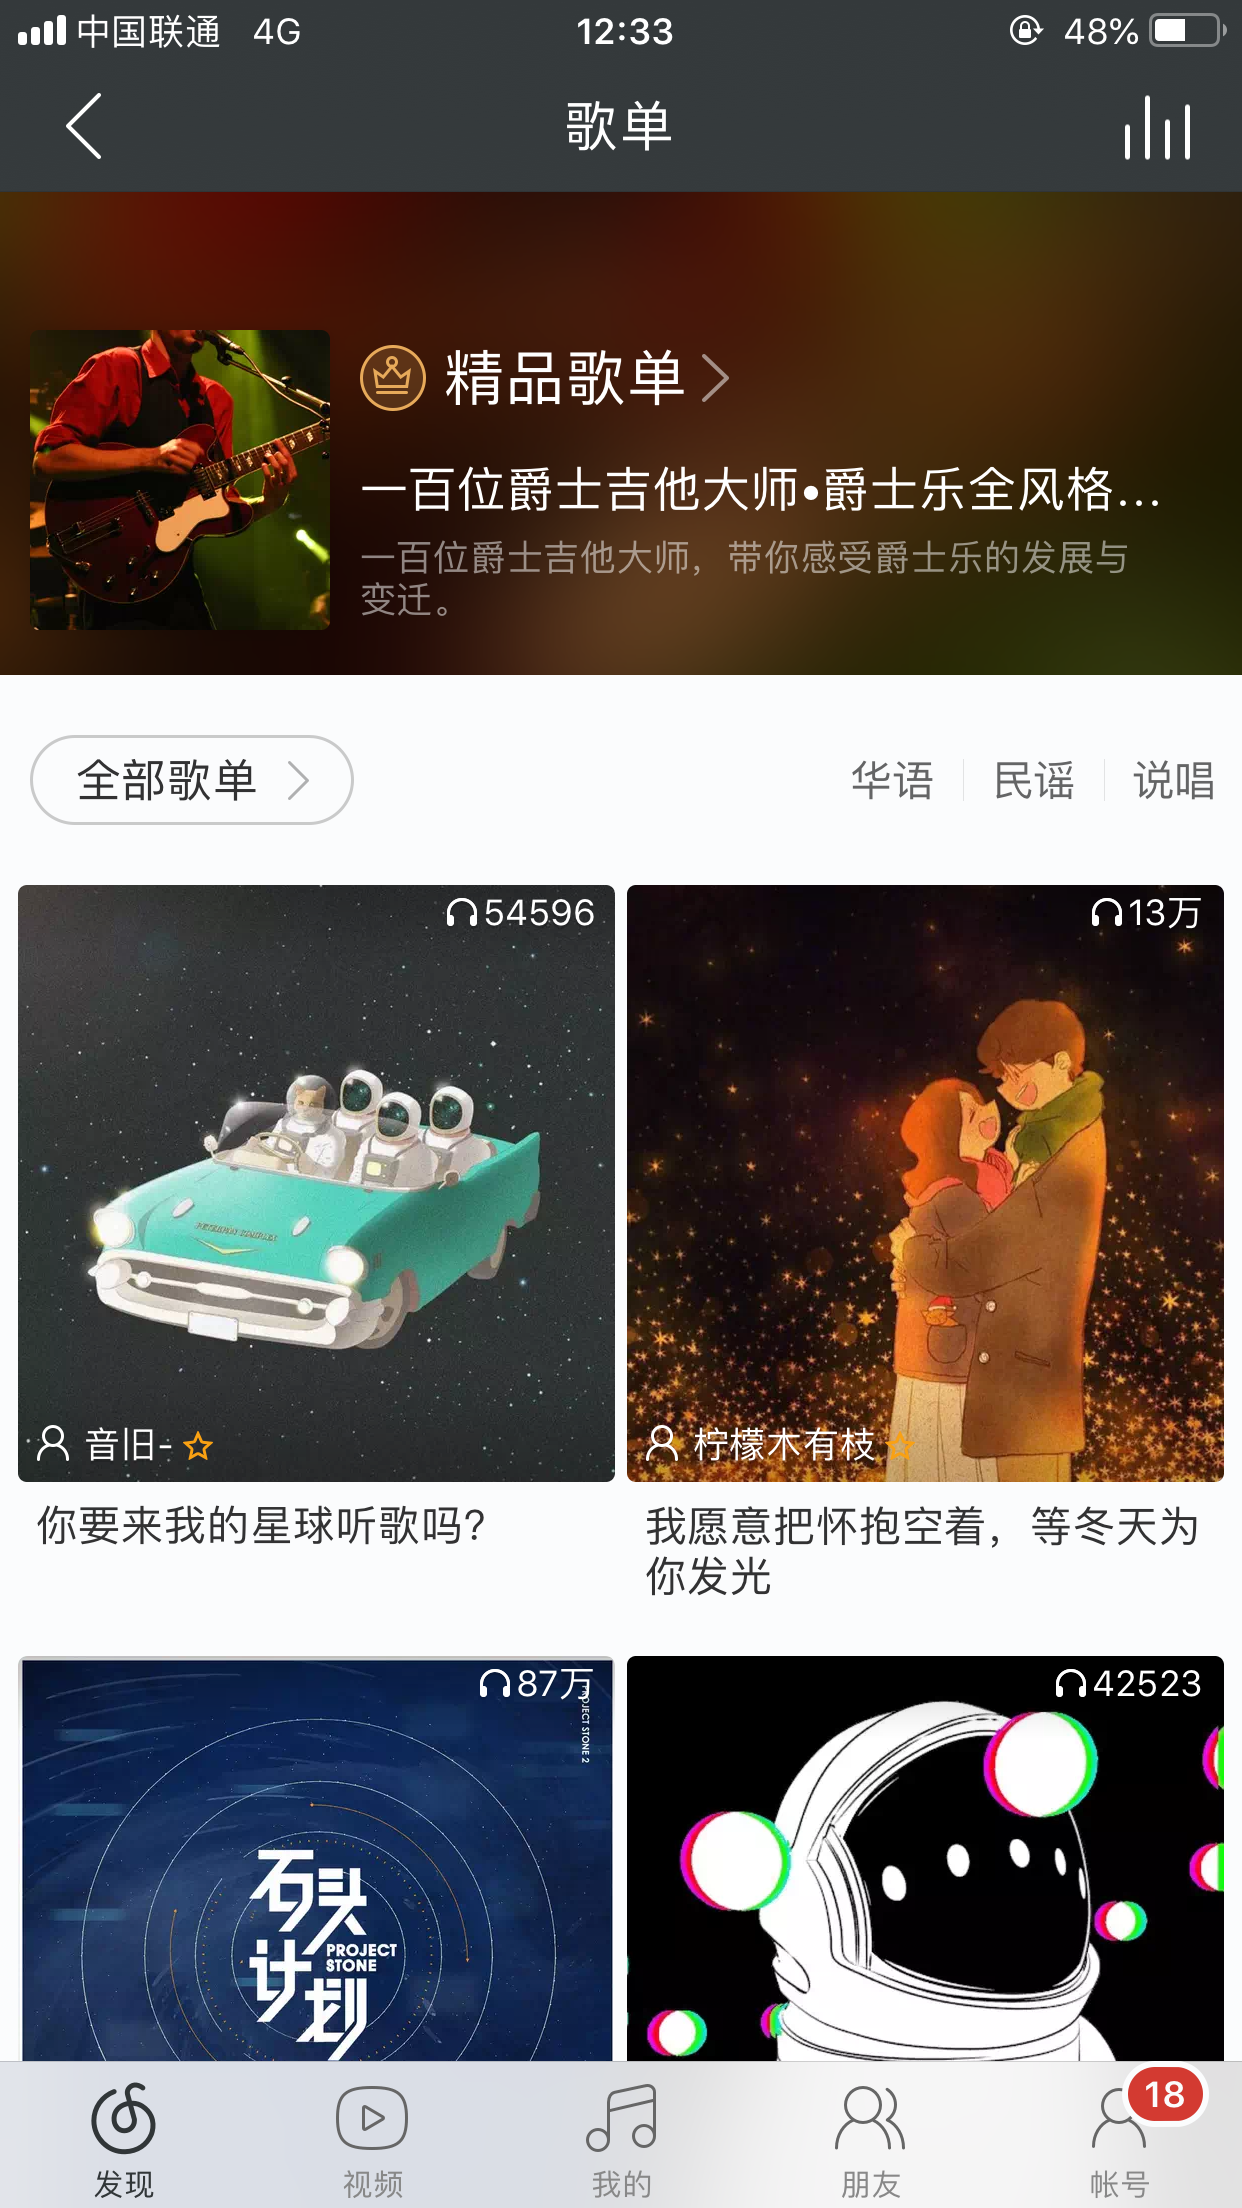 中国联通 4G 12:33 48%
歌单
精品歌单
一百位爵士吉他大师•爵士乐全风格...
一百位爵士吉他大师，带你感受爵士乐的发展与
变迁。
全部歌单
华语 民谣 说唱
54596
13万
PETERPAN COMPLEX
音旧-
柠檬木有枝
你要来我的星球听歌吗?
我愿意把怀抱空着，等冬天为
你发光
87万
42523
PROJECT STONE 2
石头
计划
PROJECT
STONE
18
发现 视频 我的 朋友 帐号